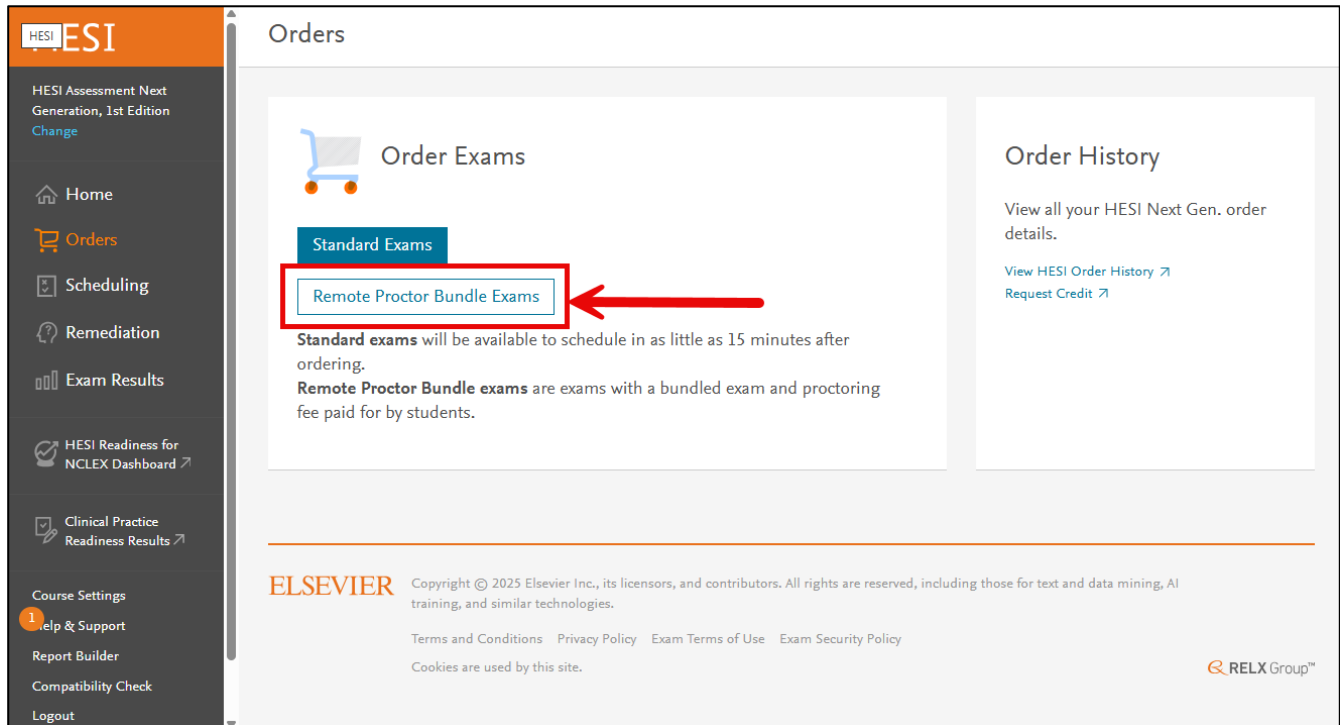 HESI
ESI
HESI Assessment Next
Generation, 1st Edition
Change
Home
Orders
Scheduling
Remediation
Exam Results
HESI Readiness for
NCLEX Dashboard
Clinical Practice
Readiness Results
Course Settings
1
elp & Support
Report Builder
Compatibility Check
Logout
Orders
Order Exams
Standard Exams
Remote Proctor Bundle Exams
Standard exams will be available to schedule in as little as 15 minutes after
ordering.
Remote Proctor Bundle exams are exams with a bundled exam and proctoring
fee paid for by students.
Order History
View all your HESI Next Gen. order
details.
View HESI Order History
Request Credit
ELSEVIER
Copyright © 2025 Elsevier Inc., its licensors, and contributors. All rights are reserved, including those for text and data mining, AI
training, and similar technologies.
Terms and Conditions Privacy Policy Exam Terms of Use Exam Security Policy
Cookies are used by this site.
RELX Group™